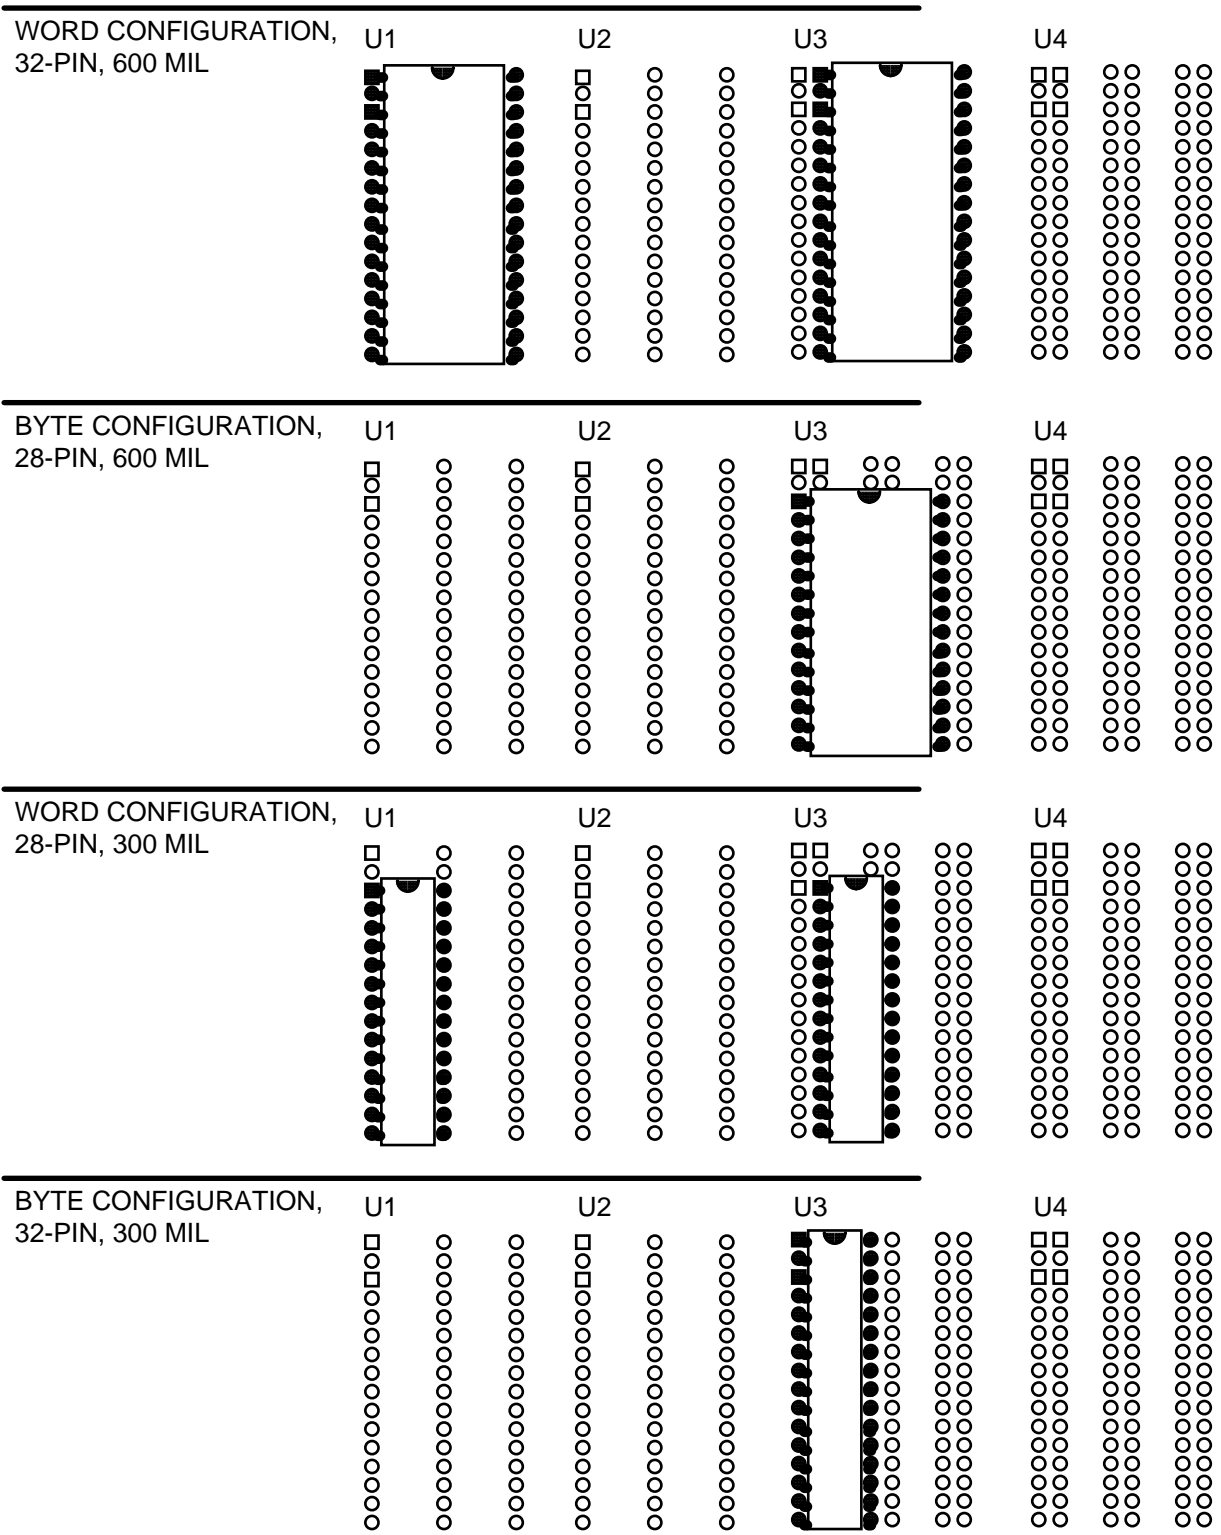 WORD CONFIGURATION,
32-PIN, 600 MIL
U1
U2
U3
U4
BYTE CONFIGURATION,
28-PIN, 600 MIL
U1
U2
U3
U4
WORD CONFIGURATION,
28-PIN, 300 MIL
U1
U2
U3
U4
BYTE CONFIGURATION,
32-PIN, 300 MIL
U1
U2
U3
U4